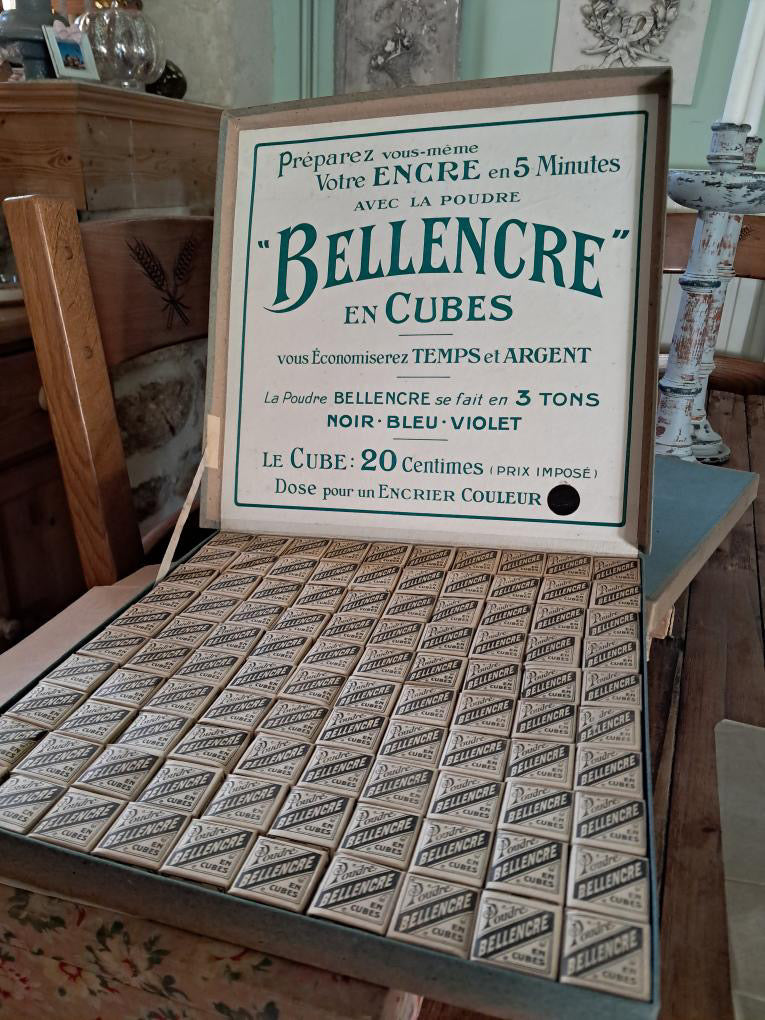 Préparez vous-même
Votre ENCRE en 5 Minutes
AVEC LA POUDRE
"BELLENCRE"
EN CUBES
vous Économiserez TEMPS et ARGENT
La Poudre BELLENCRE se fait en 3 TONS
NOIR · BLEU · VIOLET
LE CUBE: 20 Centimes (PRIX IMPOSÉ)
Dose pour un ENCRIER COULEUR
Poudre
BELLENCRE
EN
CUBES